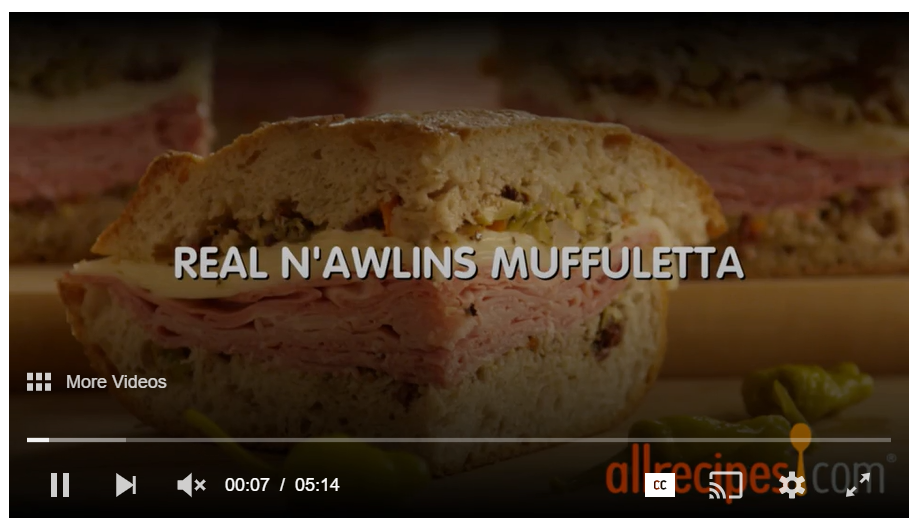 REAL N'AWLINS MUFFULETTA
More Videos
00:07 / 05:14
CC
allrecipes.com®